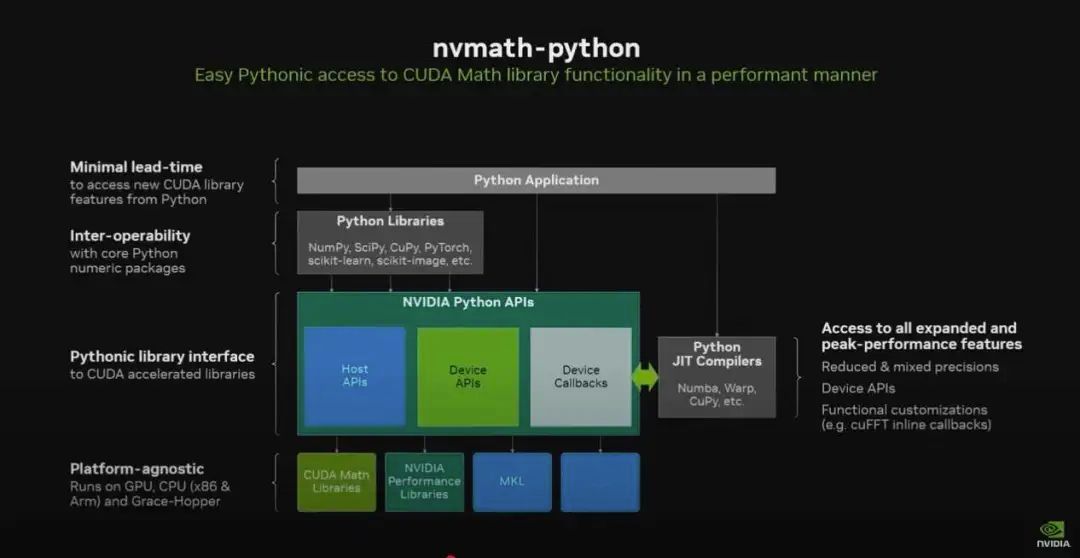 nvmath-python
Easy Pythonic access to CUDA Math library functionality in a performant manner
Minimal lead-time
to access new CUDA library
features from Python
Python Application
Inter-operability
with core Python
numeric packages
Python Libraries
NumPy, SciPy, CuPy, PyTorch,
scikit-learn, scikit-image, etc.
Pythonic library interface
to CUDA accelerated libraries
NVIDIA Python APIs
Host
APIs
Device
APIs
Device
Callbacks
Python
JIT Compilers
Numba, Warp,
CuPy, etc.
Access to all expanded and
peak-performance features
Reduced & mixed precisions
Device APIs
Functional customizations
(e.g. cuFFT inline callbacks)
Platform-agnostic
Runs on GPU, CPU (x86 &
Arm) and Grace-Hopper
CUDA Math
Libraries
NVIDIA
Performance
Libraries
MKL
NVIDIA.